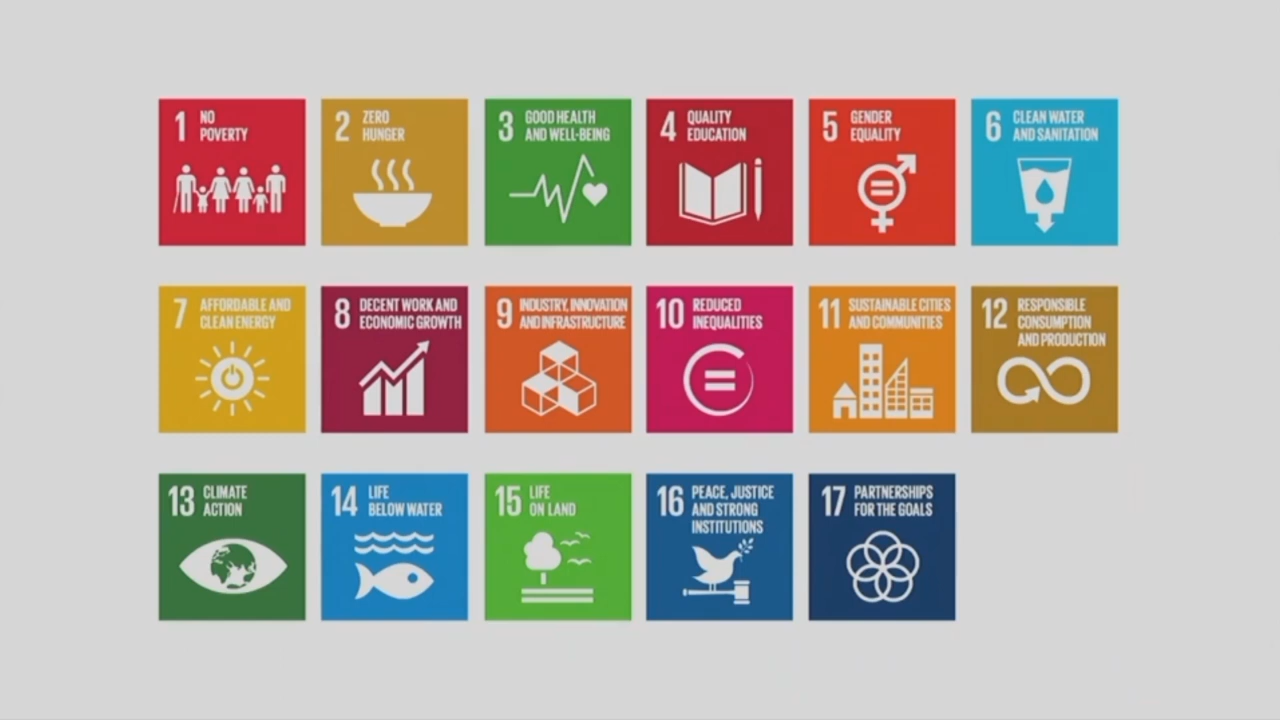 1 NO
POVERTY
2 ZERO
HUNGER
3 GOOD HEALTH
AND WELL-BEING
4 QUALITY
EDUCATION
5 GENDER
EQUALITY
6 CLEAN WATER
AND SANITATION
7 AFFORDABLE AND
CLEAN ENERGY
8 DECENT WORK AND
ECONOMIC GROWTH
9 INDUSTRY, INNOVATION
AND INFRASTRUCTURE
10 REDUCED
INEQUALITIES
11 SUSTAINABLE CITIES
AND COMMUNITIES
12 RESPONSIBLE
CONSUMPTION
AND PRODUCTION
13 CLIMATE
ACTION
14 LIFE
BELOW WATER
15 LIFE
ON LAND
16 PEACE, JUSTICE
AND STRONG
INSTITUTIONS
17 PARTNERSHIPS
FOR THE GOALS